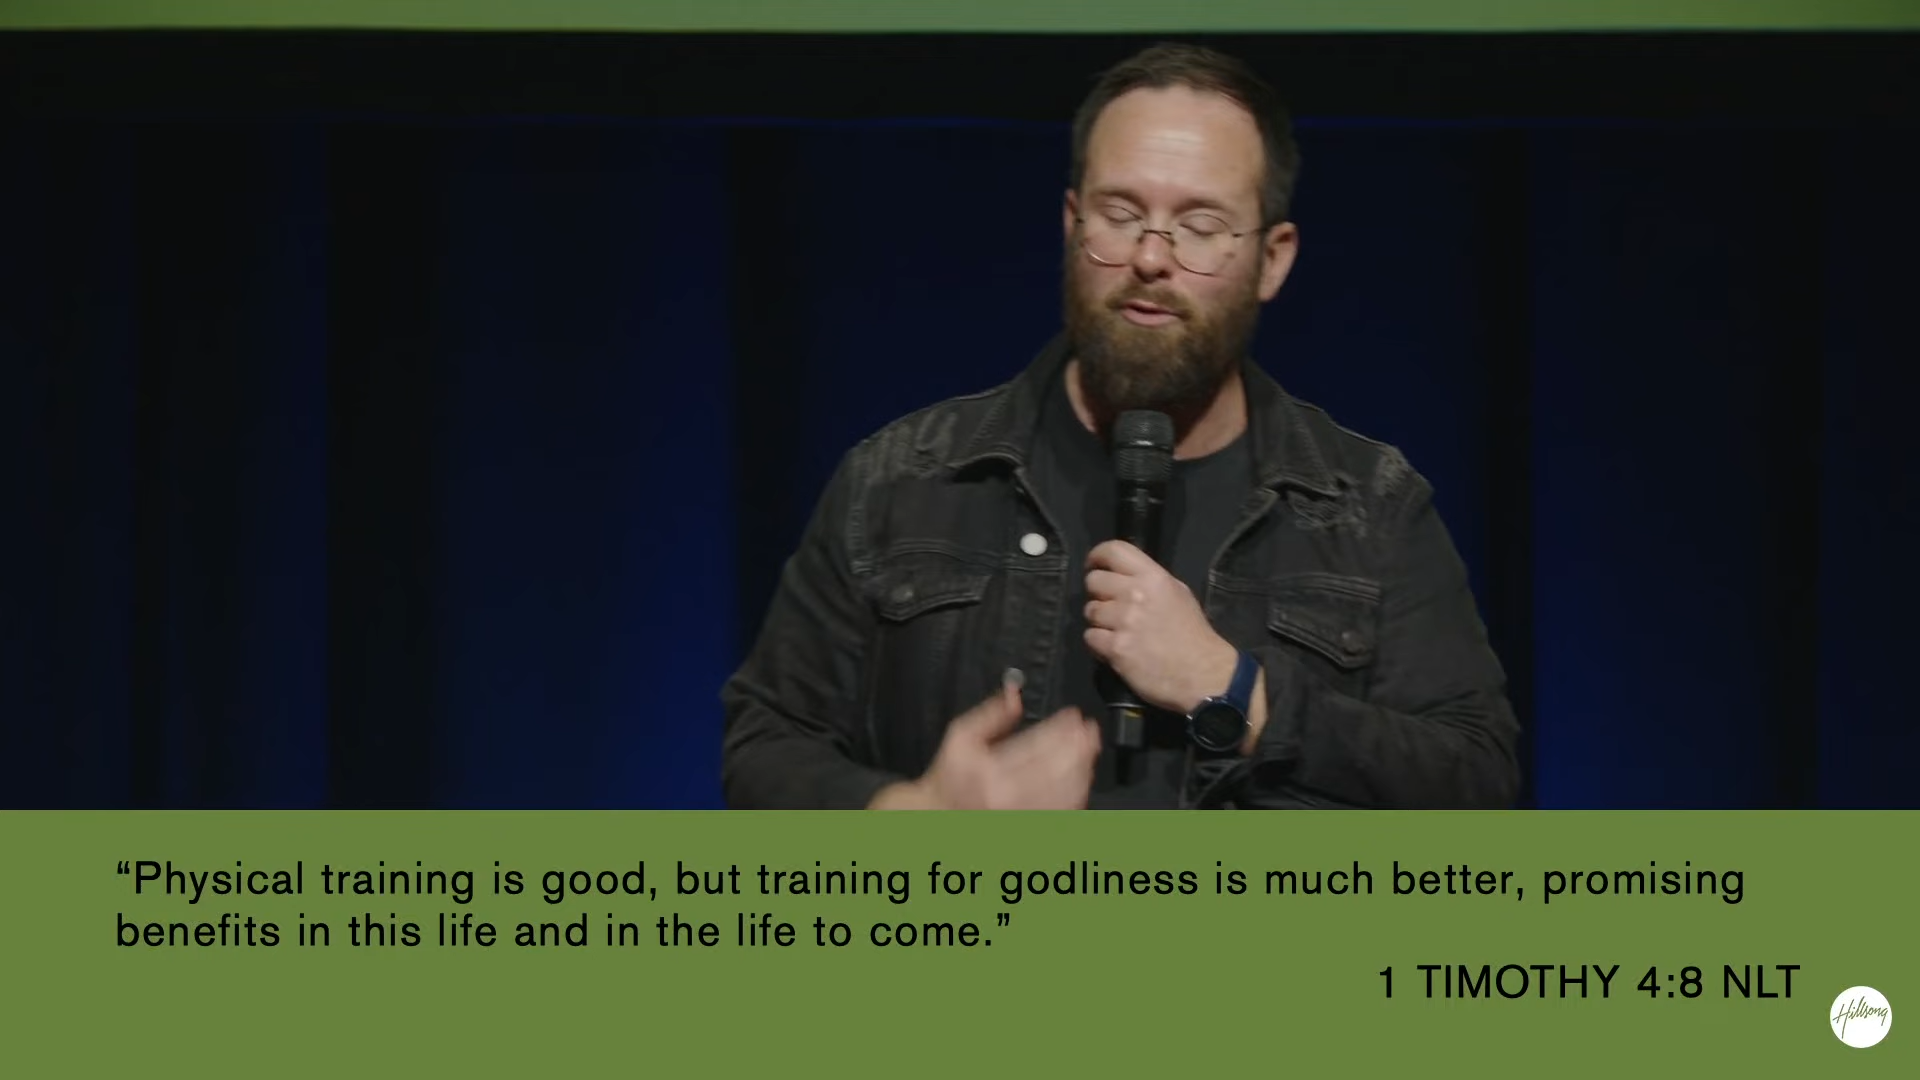 “Physical training is good, but training for godliness is much better, promising
benefits in this life and in the life to come.”
1 TIMOTHY 4:8 NLT
Hillsong